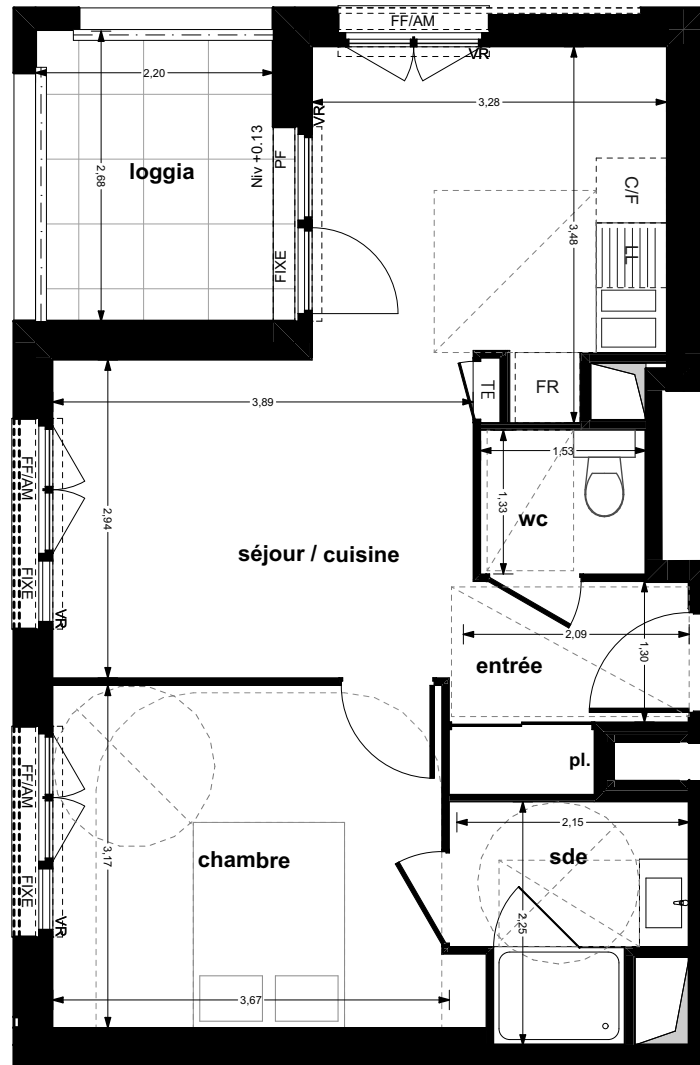 FF/AM
VR
2,20
3,28
VR
Niv +0.13
PF
loggia
2,68
C/F
3,48
LL
FIXE
TE
FR
3,89
1,53
FF/AM
1,33
wc
2,94
séjour / cuisine
FIXE
VR
2,09
1,30
entrée
pl.
FF/AM
2,15
chambre
sde
3,17
FIXE
2,25
VR
3,67